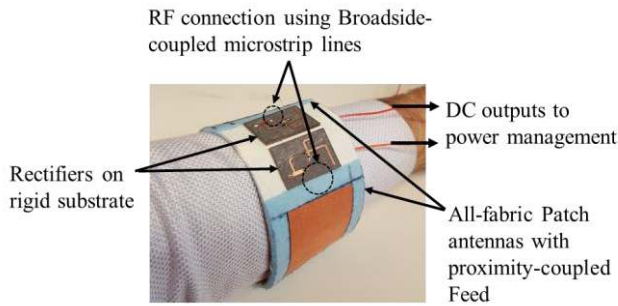 RF connection using Broadside-
coupled microstrip lines
DC outputs to
power management
Rectifiers on
rigid substrate
All-fabric Patch
antennas with
proximity-coupled
Feed